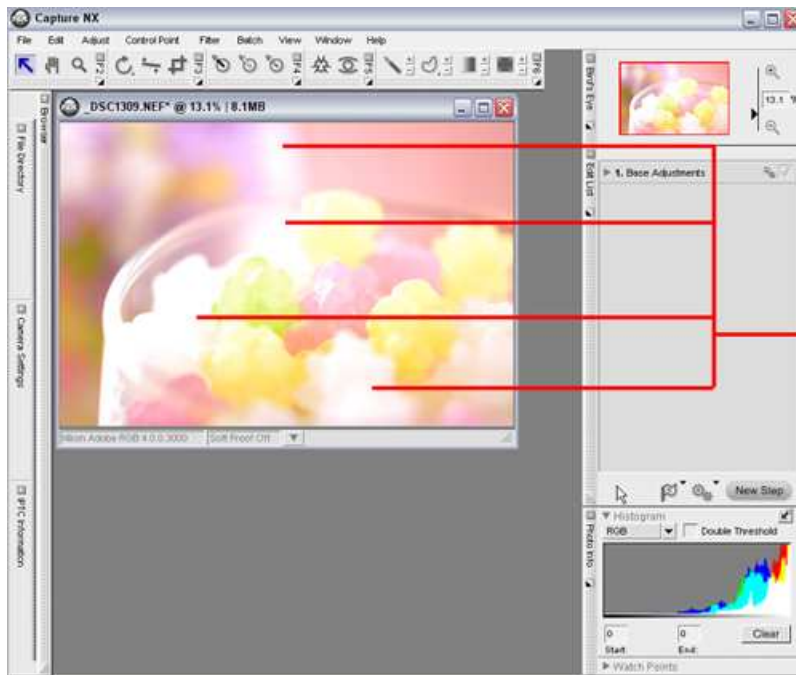 Capture NX
File Edit Adjust Control Point Filter Batch View Window Help
_DSC1309.NEF* @ 13.1% | 8.1MB
Browser
File Directory
Camera Settings
IPTC Information
Nikon Adobe RGB 4.0.0.3000 Soft Proof Off
Bird's Eye
13.1 %
Edit List
1. Base Adjustments
New Step
Photo Info
Histogram
RGB Double Threshold
0 0 Clear
Start: End:
Watch Points